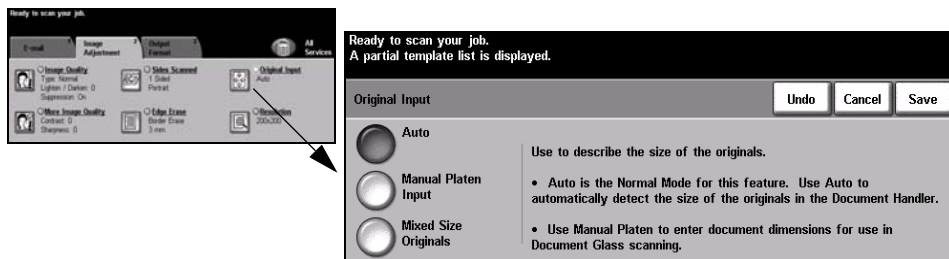 Ready to scan your job.
E-mail
Image Adjustment
Output Format
All Services
Image Quality
Type: Normal
Lighten / Darken: 0
Suppression: On
Sides Scanned
1 Sided
Portrait
Original Input
Auto
More Image Quality
Contrast: 0
Sharpness: 0
Edge Erase
Border Erase
3 mm
Resolution
200x200
Ready to scan your job.
A partial template list is displayed.
Original Input
Undo
Cancel
Save
Auto
Manual Platen
Input
Mixed Size
Originals
Use to describe the size of the originals.
• Auto is the Normal Mode for this feature. Use Auto to
automatically detect the size of the originals in the Document Handler.
• Use Manual Platen to enter document dimensions for use in
Document Glass scanning.